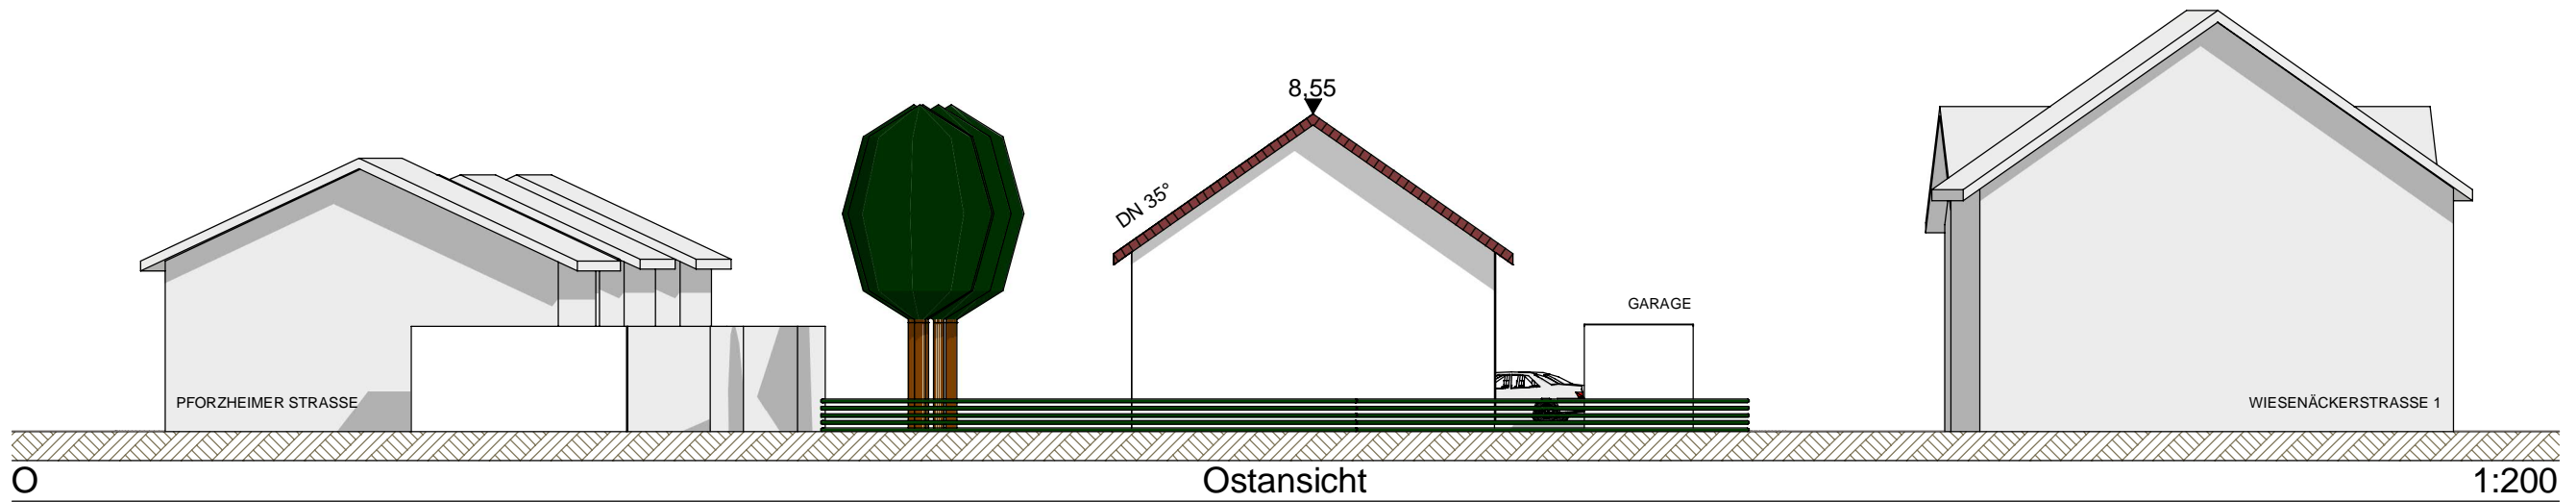 8,55
DN 35°
GARAGE
PFORZHEIMER STRASSE
WIESENÄCKERSTRASSE 1
O Ostansicht 1:200